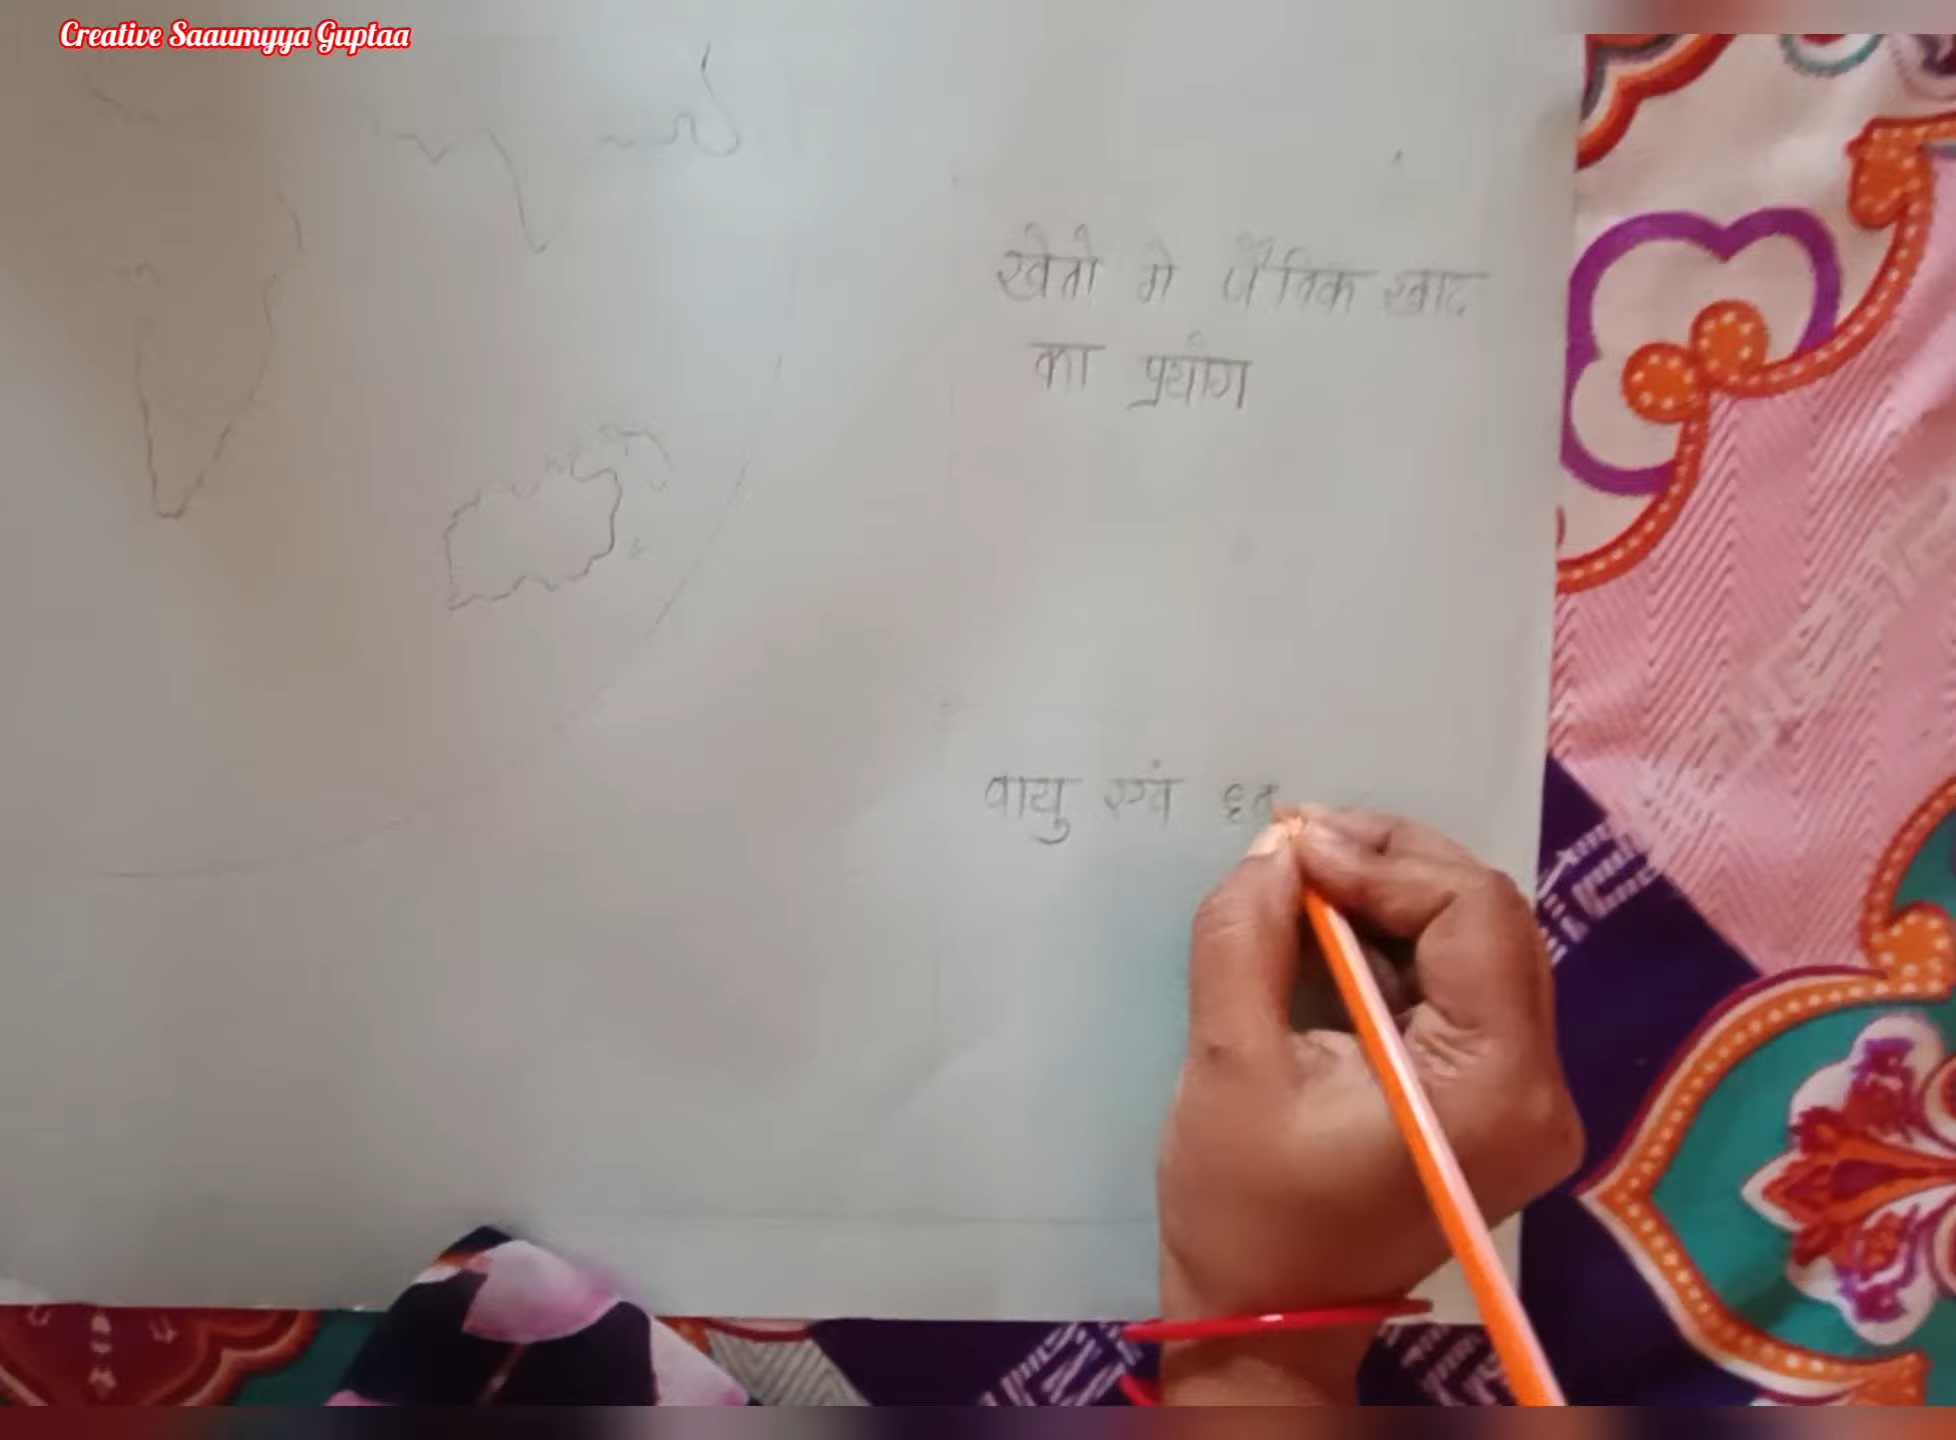 Creative Saaumyya Guptaa
खेतो मे जैविक खाद
का प्रयोग
वायु एवं